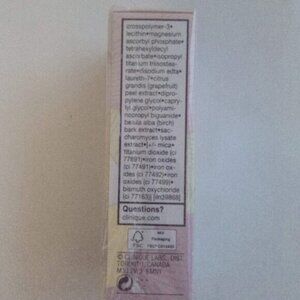 crosspolymer-3•
lecithin•magnesium
ascorbyl phosphate•
tetrahexyldecyl
ascorbate•isopropyl
titanium triisostea-
rate•disodium edta•
laureth-7•citrus
grandis (grapefruit)
peel extract•dipro-
pylene glycol•capry-
lyl glycol•polyami-
nopropyl biguanide•
betula alba (birch)
bark extract•sac-
charomyces lysate
extract•[+/- mica•
titanium dioxide (ci
77891)•iron oxides
(ci 77491)•iron ox-
ides (ci 77492)•iron
oxides (ci 77499)•
bismuth oxychloride
(ci 77163)]
Questions?
clinique.com
FSC
MIX
Packaging
© CLINIQUE LABS., DIST.
TORONTO, CANADA